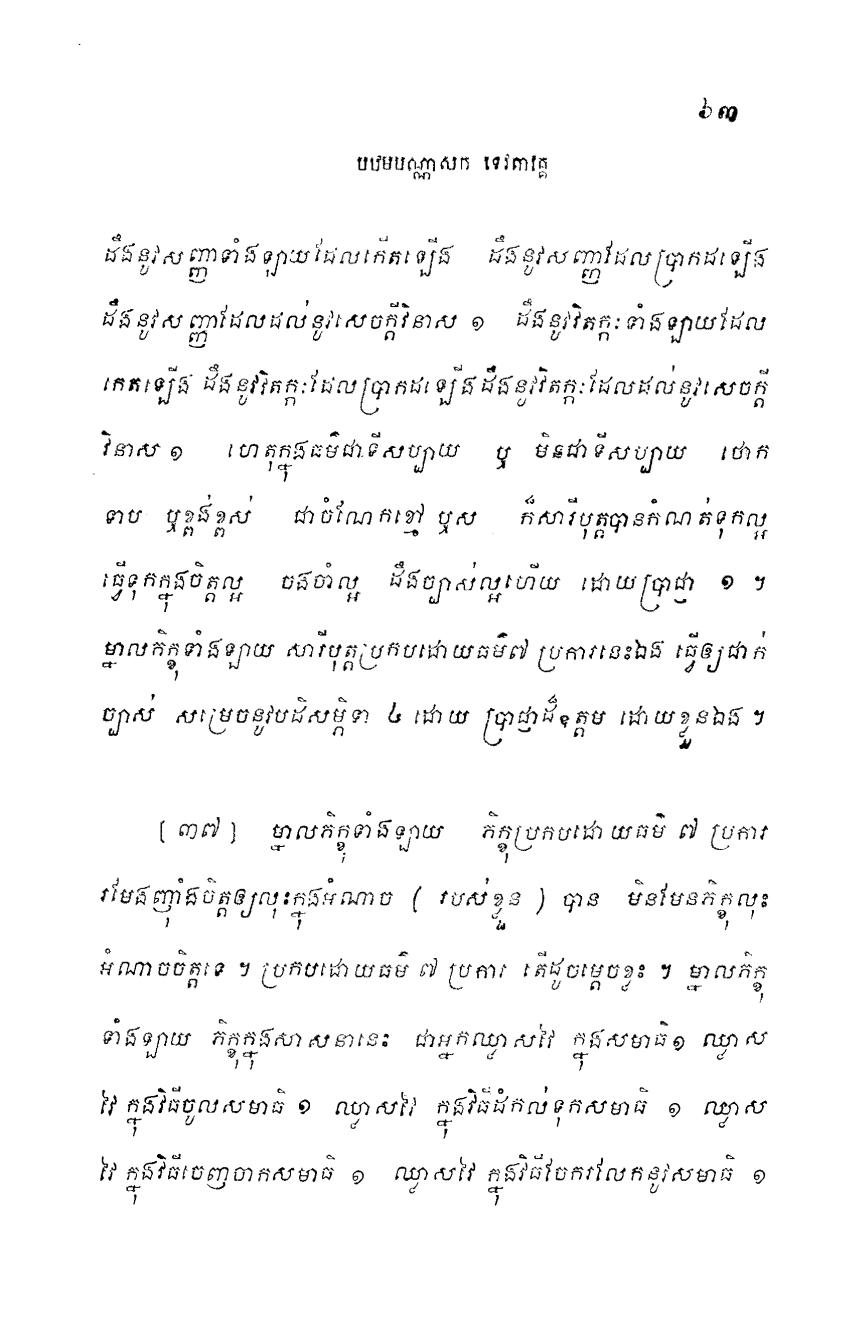 ៦៣
បឋមបណ្ណាសក ទេវតាវគ្គ
ដឹងនូវសញ្ញាទាំងឡាយដែលកើតឡើង ដឹងនូវសញ្ញាដែលប្រាកដឡើង
ដឹងនូវសញ្ញាដែលដល់នូវសេចក្តីវិនាស ១ ដឹងនូវវិតក្កៈទាំងឡាយដែល
កេតឡើង ដឹងនូវវិតក្កៈដែលប្រាកដឡើងដឹងនូវវិតក្កៈដែលដល់នូវសេចក្តី
វិនាស ១ ហេតុក្នុងធម៌ជាទីសប្បាយ ឬ មិនជាទីសប្បាយ ថោក
ទាប ឬខ្ពង់ខ្ពស់ ជាចំណែកខ្មៅ ឬស ក៏សារីបុត្តបានកំណត់ទុកល្អ
ធ្វើទុកក្នុងចិត្តល្អ ចងចាំល្អ ដឹងច្បាស់ល្អហើយ ដោយប្រាជ្ញា ១ ។
ម្នាលភិក្ខុទាំងឡាយ សារីបុត្តប្រកបដោយធម៌៧ ប្រការនេះឯង ធ្វើឲ្យជាក់
ច្បាស់ សម្រេចនូវបដិសម្ភិទា ៤ ដោយ ប្រាជ្ញាដ៏ឧត្តម ដោយខ្លួនឯង ។
[ ៣៧ ] ម្នាលភិក្ខុទាំងឡាយ ភិក្ខុប្រកបដោយធម៌ ៧ ប្រការ
រមែងញ៉ាំងចិត្តឲ្យលុះក្នុងអំណាច ( របស់ខ្លួន ) បាន មិនមែនភិក្ខុលុះ
អំណាចចិត្តទេ ។ ប្រកបដោយធម៌ ៧ ប្រការ តើដូចម្តេចខ្លះ ។ ម្នាលភិក្ខុ
ទាំងឡាយ ភិក្ខុក្នុងសាសនានេះ ជាអ្នកឈ្លាសវៃ ក្នុងសមាធិ១ ឈ្លាស
វៃ ក្នុងវិធីចូលសមាធិ ១ ឈ្លាសវៃ ក្នុងវិធីដំកល់ទុកសមាធិ ១ ឈ្លាស
វៃ ក្នុងវិធីចេញចាកសមាធិ ១ ឈ្លាសវៃ ក្នុងវិធីចែករលែកនូវសមាធិ ១